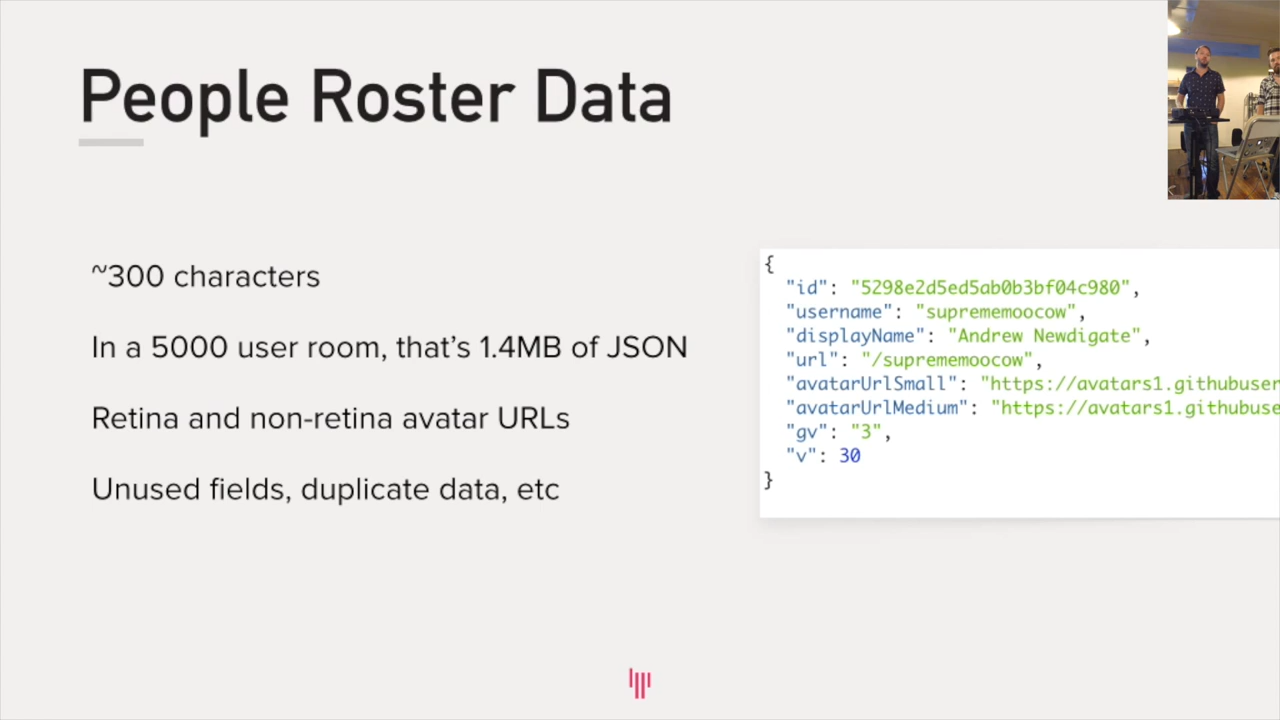 People Roster Data
~300 characters
In a 5000 user room, that's 1.4MB of JSON
Retina and non-retina avatar URLs
Unused fields, duplicate data, etc
{
"id": "5298e2d5ed5ab0b3bf04c980",
"username": "suprememoocow",
"displayName": "Andrew Newdigate",
"url": "/suprememoocow",
"avatarUrlSmall": "https://avatars1.githubuser
"avatarUrlMedium": "https://avatars1.githubuse
"gv": "3",
"v": 30
}